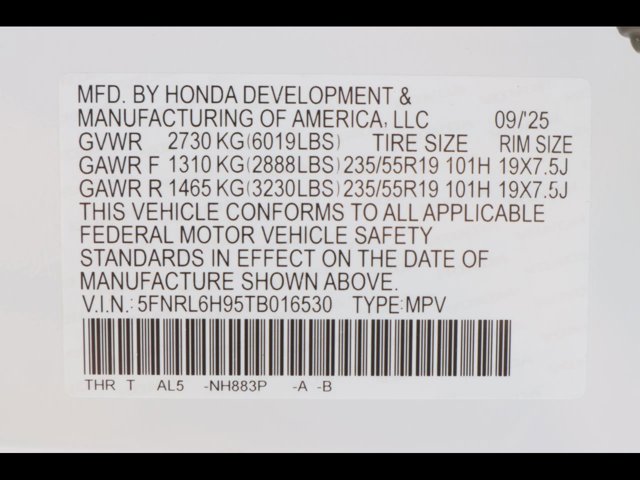 MFD. BY HONDA DEVELOPMENT &
MANUFACTURING OF AMERICA, LLC 09/'25
GVWR 2730 KG(6019LBS) TIRE SIZE RIM SIZE
GAWR F 1310 KG(2888LBS) 235/55R19 101H 19X7.5J
GAWR R 1465 KG(3230LBS) 235/55R19 101H 19X7.5J
THIS VEHICLE CONFORMS TO ALL APPLICABLE
FEDERAL MOTOR VEHICLE SAFETY
STANDARDS IN EFFECT ON THE DATE OF
MANUFACTURE SHOWN ABOVE.
V.I.N.: 5FNRL6H95TB016530 TYPE:MPV
THR T AL5 -NH883P -A -B